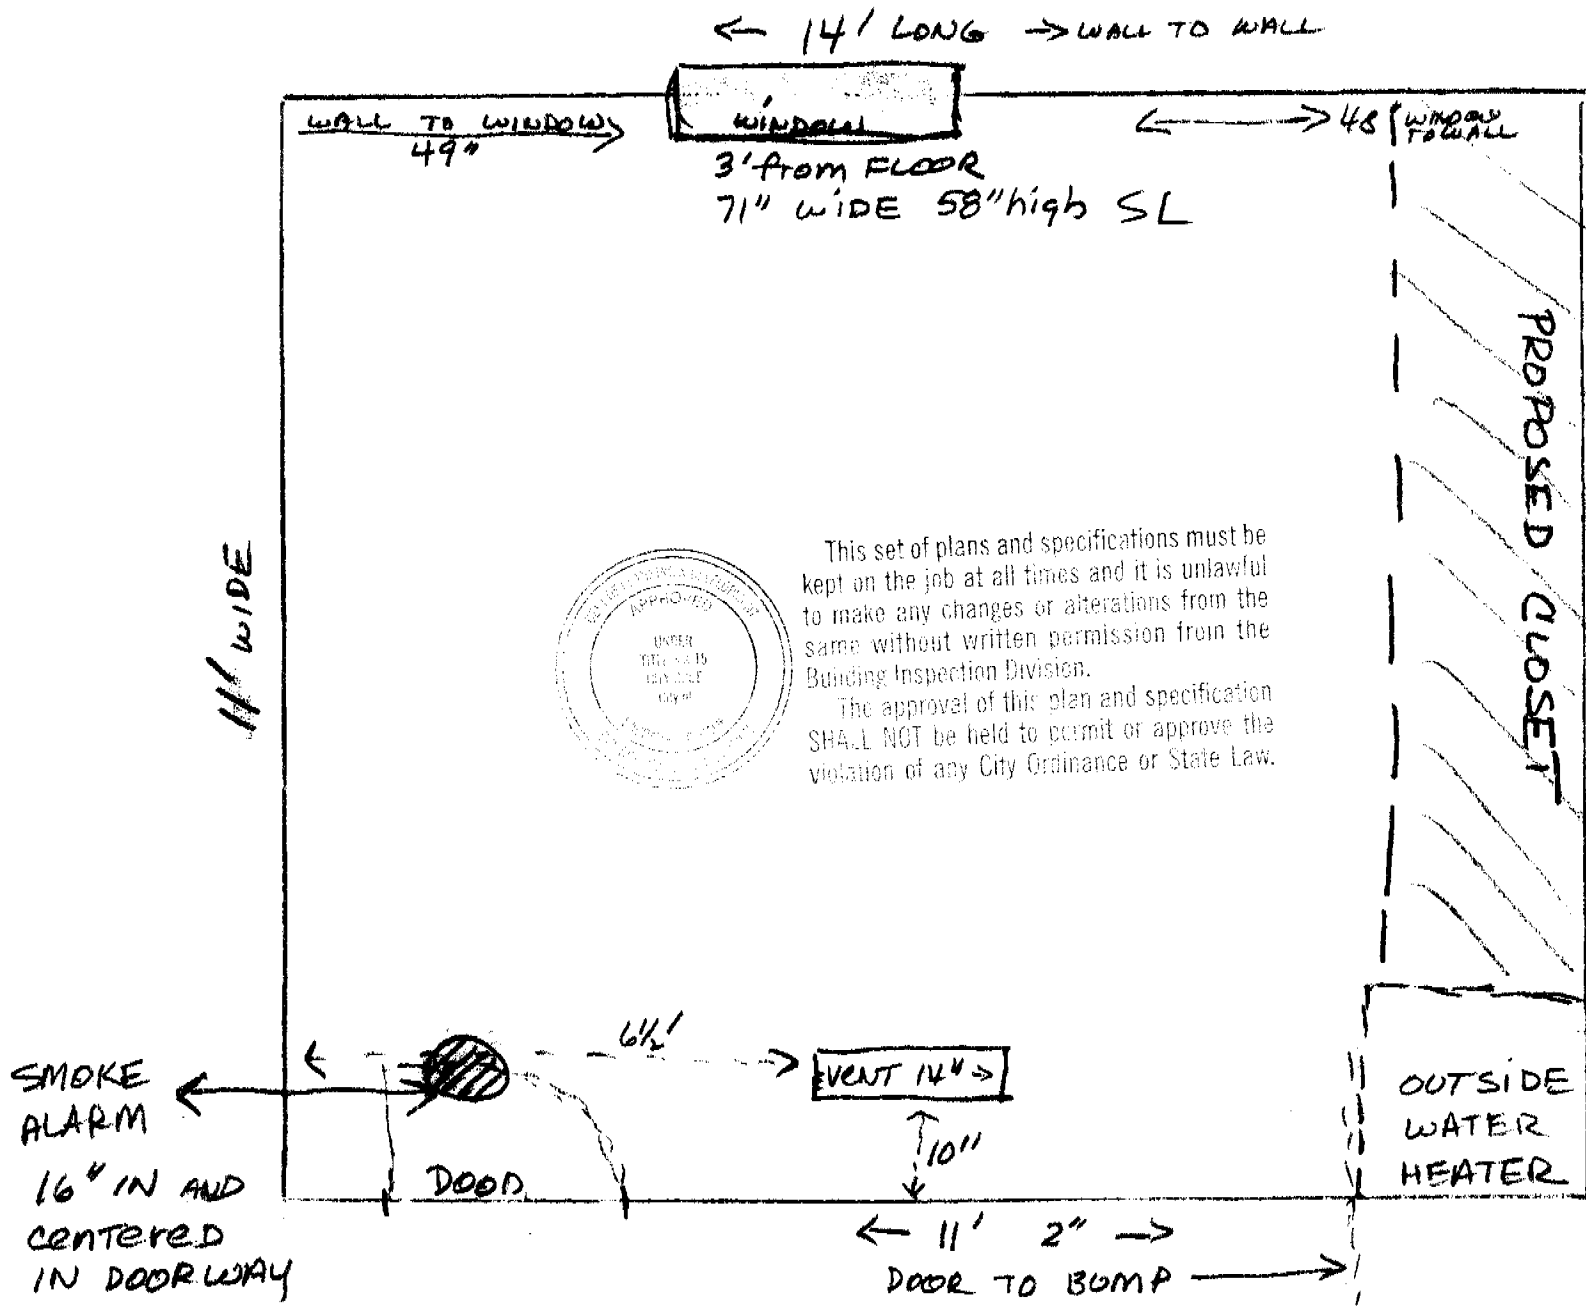 ← 14' LONG → WALL TO WALL
WALL TO WINDOW
49"
WINDOW
3' from FLOOR
71" WIDE 58" high SL
48
WINDOW
TO WALL
PROPOSED CLOSET
11' WIDE
APPROVED
UNDER
This set of plans and specifications must be
kept on the job at all times and it is unlawful
to make any changes or alterations from the
same without written permission from the
Building Inspection Division.
The approval of this plan and specification
SHALL NOT be held to permit or approve the
violation of any City Ordinance or State Law.
6½'
VENT 14" →
10"
SMOKE
ALARM
16" IN AND
CENTERED
IN DOORWAY
DOOR
OUTSIDE
WATER
HEATER
← 11' 2" →
DOOR TO BUMP